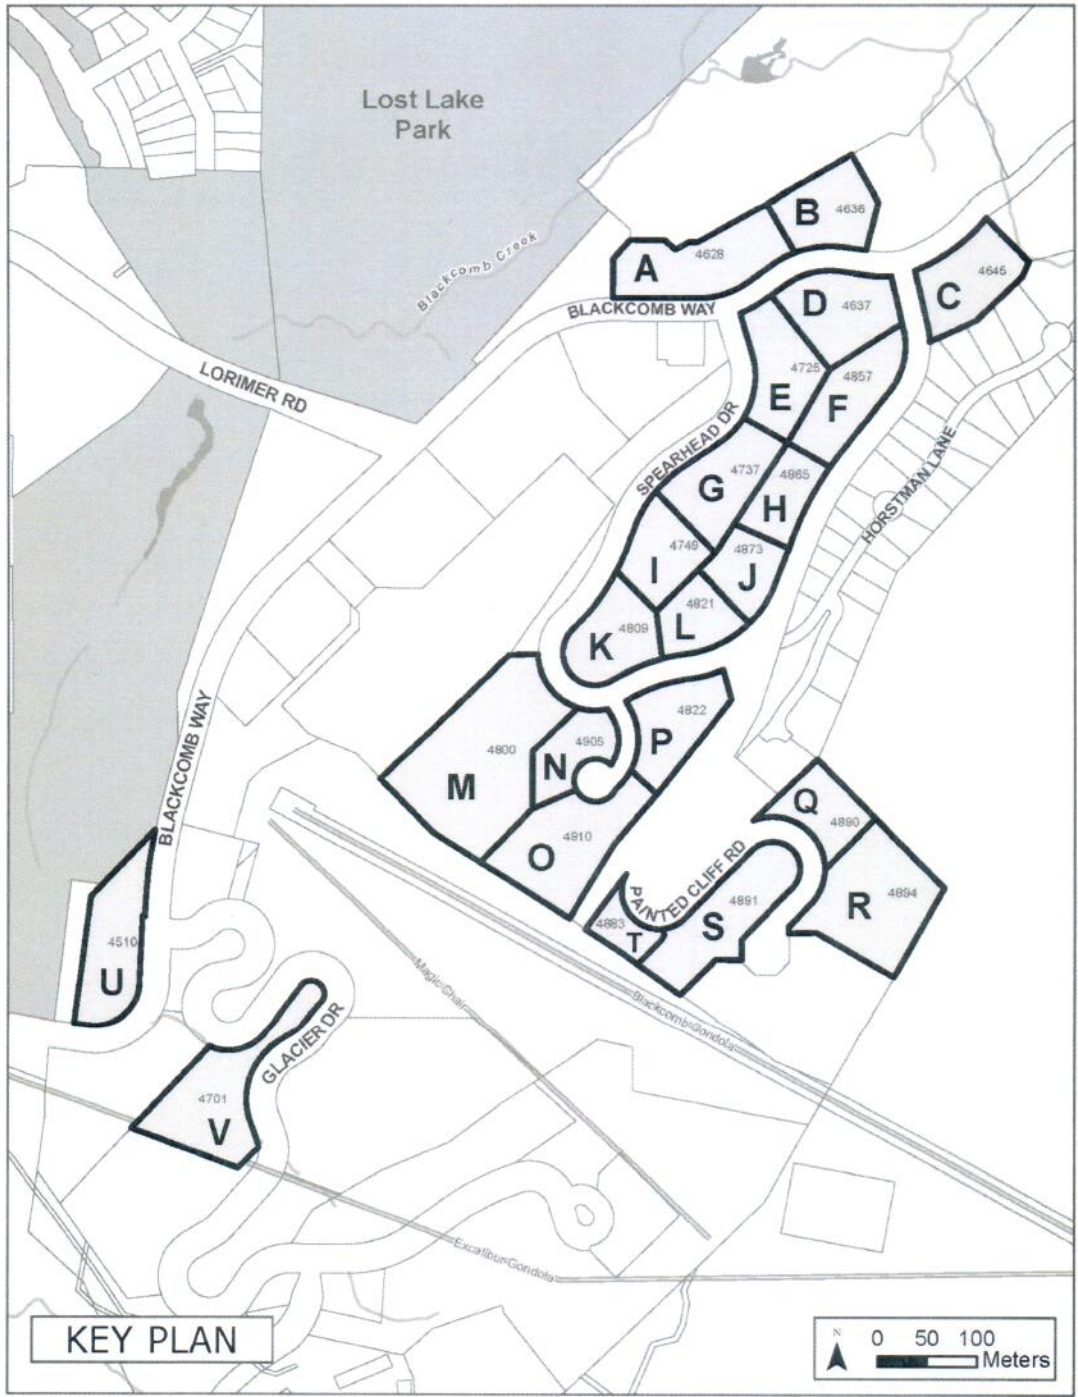 Lost Lake
Park
B
4636
A
4628
4645
C
Blackcomb Creek
BLACKCOMB WAY
D
4637
LORIMER RD
4725
4857
E
F
SPEARHEAD DR
HORSTMAN LANE
4737
4865
G
H
4749
4873
I
J
4821
4809
L
K
4822
P
BLACKCOMB WAY
4800
4905
M
N
Q
4890
4910
O
PAINTED CLIFF RD
4891
4894
R
S
4883
T
4510
U
Magic Chair
Blackcomb Gondola
GLACIER DR
4701
V
Excalibur Gondola
KEY PLAN
N
0 50 100
Meters